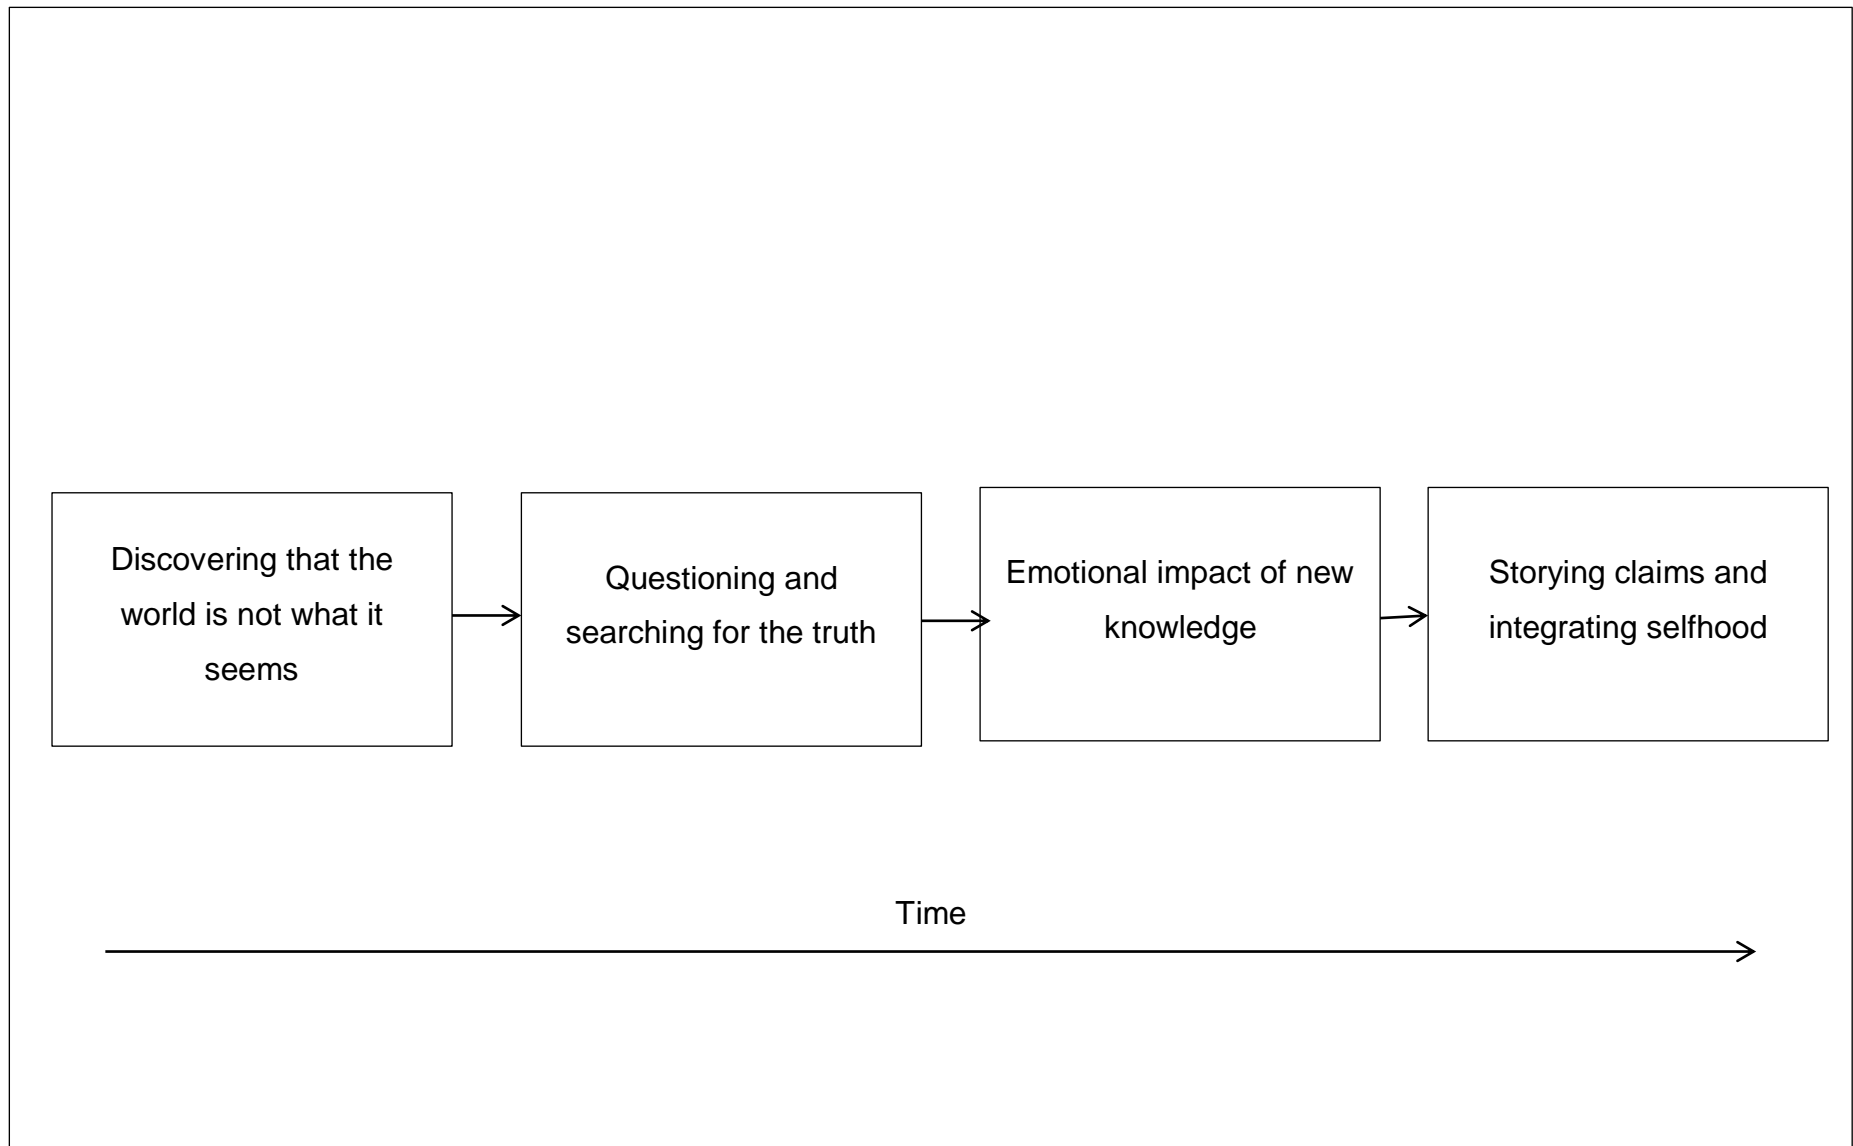 Discovering that the
world is not what it
seems
Questioning and
searching for the truth
Emotional impact of new
knowledge
Storying claims and
integrating selfhood
Time